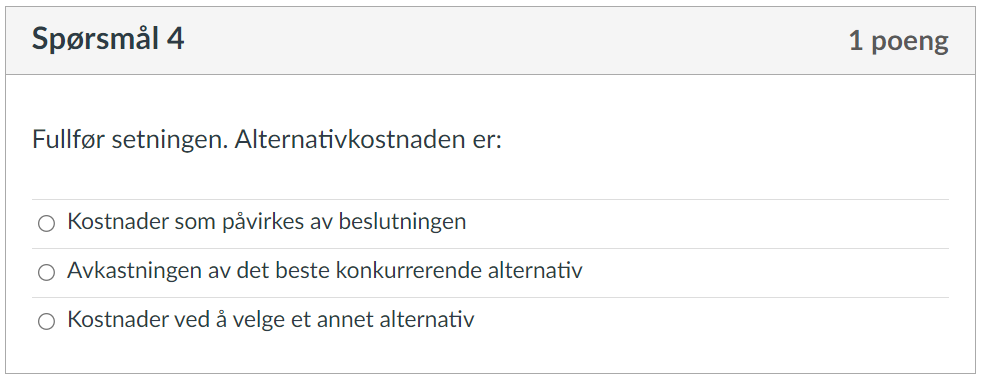 Spørsmål 4
1 poeng
Fullfør setningen. Alternativkostnaden er:
Kostnader som påvirkes av beslutningen
Avkastningen av det beste konkurrerende alternativ
Kostnader ved å velge et annet alternativ